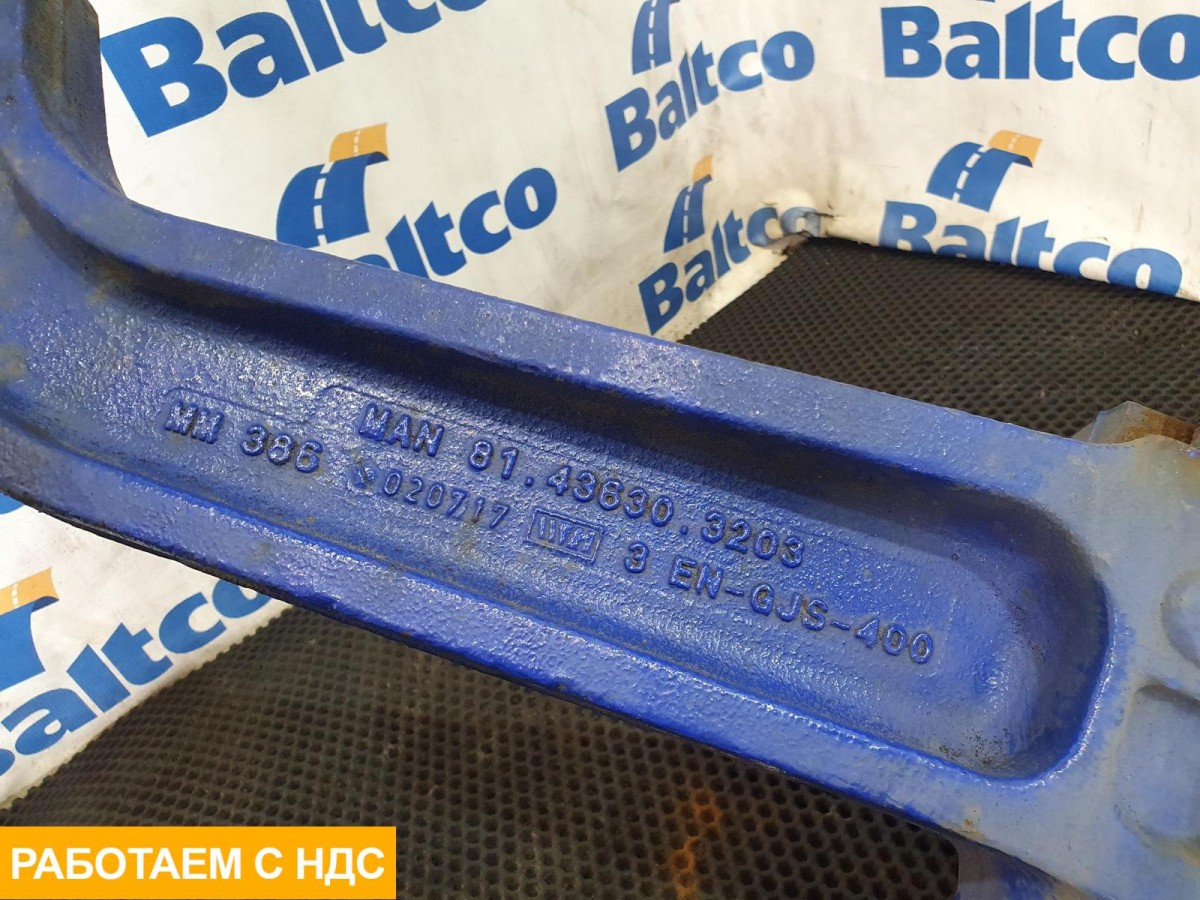 Baltco
Baltco
Baltco
Baltco
Baltco
Baltco
Baltco
MAN 81.43630.3203
MM 386 020717 3 EN-GJS-400
РАБОТАЕМ С НДС